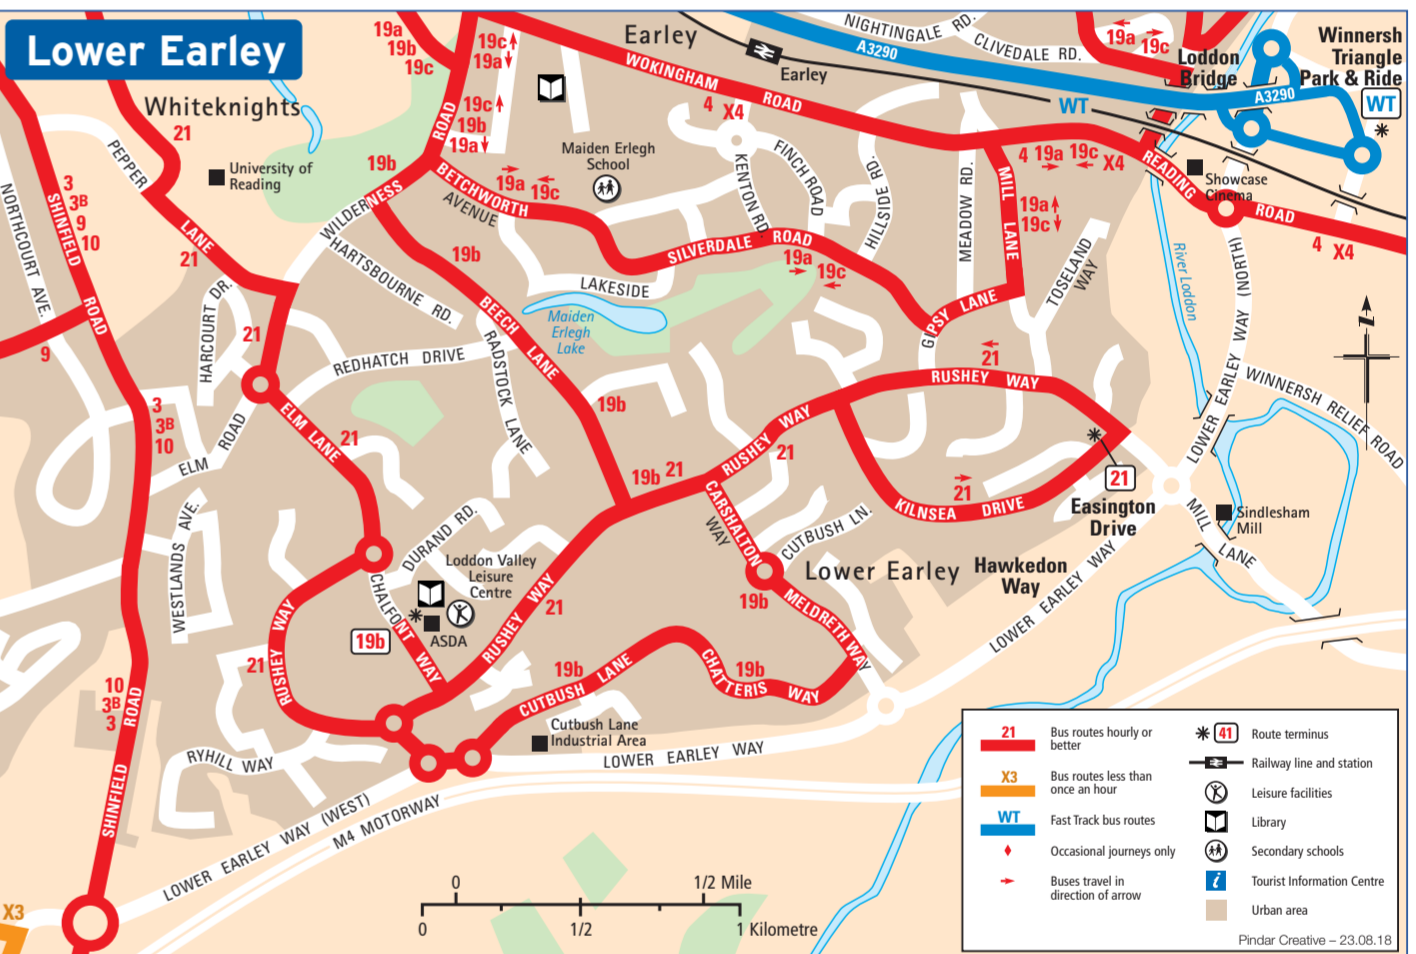 Lower Earley
19a
19b
19c
19c
19a
Earley
NIGHTINGALE RD.
CLIVEDALE RD.
A3290
19a
19c
Loddon
Bridge
Winnersh
Triangle
Park & Ride
WT
A3290
WT
Earley
WOKINGHAM
ROAD
4
X4
Whiteknights
21
PEPPER
LANE
21
University of
Reading
19c
19b
19a
ROAD
19b
WILDERNESS
BETCHWORTH
AVENUE
19a
19c
Maiden Erlegh
School
KENTON RD.
FINCH ROAD
HILLSIDE RD.
MEADOW RD.
MILL
LANE
4
19a
19c
X4
19a
19c
READING
ROAD
Showcase
Cinema
4
X4
NORTHCOURT AVE.
3
3B
9
10
SHINFIELD
ROAD
9
HARTSBOURNE RD.
19b
SILVERDALE
ROAD
19a
19c
LAKESIDE
Maiden
Erlegh
Lake
TOSELAND
WAY
River Loddon
LOWER EARLEY WAY (NORTH)
N
HARCOURT DR.
21
REDHATCH DRIVE
RADSTOCK LANE
BEECH
LANE
GIPSY LANE
21
RUSHEY WAY
WINNERSH RELIEF ROAD
3
3B
10
ELM
ROAD
ELM LANE
21
19b
19b
21
RUSHEY WAY
21
21
KILNSEA DRIVE
21
Easington
Drive
CARSHALTON
WAY
CUTBUSH LN.
Sindlesham
Mill
MILL
LANE
WESTLANDS AVE.
DURAND RD.
Loddon Valley
Leisure
Centre
Lower Earley
Hawkedon
Way
CHALFONT
WAY
19b
ASDA
RUSHEY WAY
21
RUSHEY WAY
21
19b
MELDRETH WAY
LOWER EARLEY WAY
10
3B
3
SHINFIELD
ROAD
19b
CUTBUSH
LANE
CHATTERIS
WAY
19b
Cutbush Lane
Industrial Area
LOWER EARLEY WAY
RYHILL WAY
LOWER EARLEY WAY (WEST)
M4 MOTORWAY
X3
0
1/2 Mile
0
1/2
1 Kilometre
21
Bus routes hourly or
better
X3
Bus routes less than
once an hour
WT
Fast Track bus routes
Occasional journeys only
Buses travel in
direction of arrow
41
Route terminus
Railway line and station
Leisure facilities
Library
Secondary schools
i
Tourist Information Centre
Urban area
Pindar Creative – 23.08.18